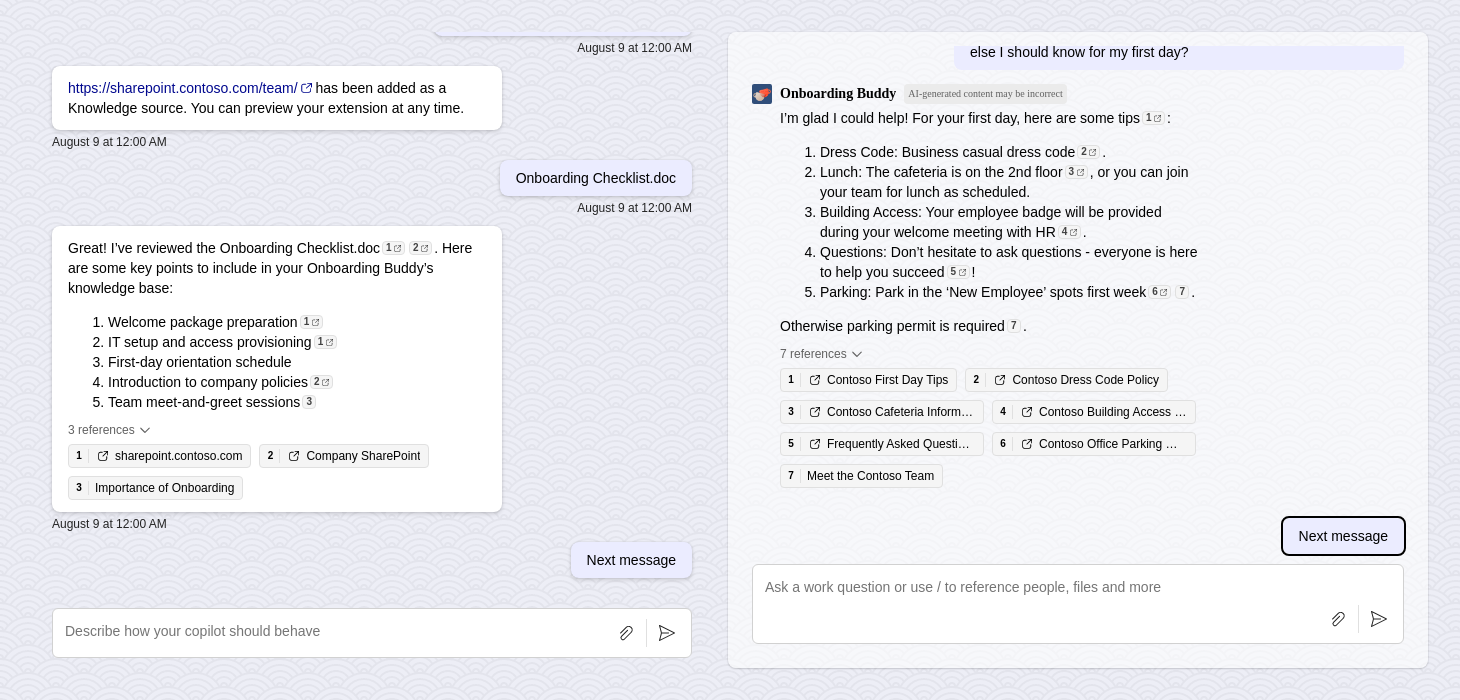 August 9 at 12:00 AM
https://sharepoint.contoso.com/team/ has been added as a
Knowledge source. You can preview your extension at any time.
August 9 at 12:00 AM
Onboarding Checklist.doc
August 9 at 12:00 AM
Great! I’ve reviewed the Onboarding Checklist.doc 1 2 . Here
are some key points to include in your Onboarding Buddy’s
knowledge base:
1. Welcome package preparation 1
2. IT setup and access provisioning 1
3. First-day orientation schedule
4. Introduction to company policies 2
5. Team meet-and-greet sessions 3
3 references
1 sharepoint.contoso.com 2 Company SharePoint
3 Importance of Onboarding
August 9 at 12:00 AM
Next message
Describe how your copilot should behave
else I should know for my first day?
Onboarding Buddy AI-generated content may be incorrect
I’m glad I could help! For your first day, here are some tips 1 :
1. Dress Code: Business casual dress code 2 .
2. Lunch: The cafeteria is on the 2nd floor 3 , or you can join
your team for lunch as scheduled.
3. Building Access: Your employee badge will be provided
during your welcome meeting with HR 4 .
4. Questions: Don’t hesitate to ask questions - everyone is here
to help you succeed 5 !
5. Parking: Park in the ‘New Employee’ spots first week 6 7 .
Otherwise parking permit is required 7 .
7 references
1 Contoso First Day Tips 2 Contoso Dress Code Policy
3 Contoso Cafeteria Inform… 4 Contoso Building Access …
5 Frequently Asked Questi… 6 Contoso Office Parking …
7 Meet the Contoso Team
Next message
Ask a work question or use / to reference people, files and more